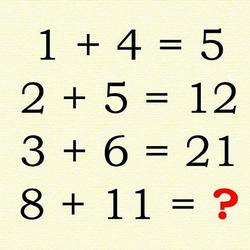 1 + 4 = 5
2 + 5 = 12
3 + 6 = 21
8 + 11 = ?